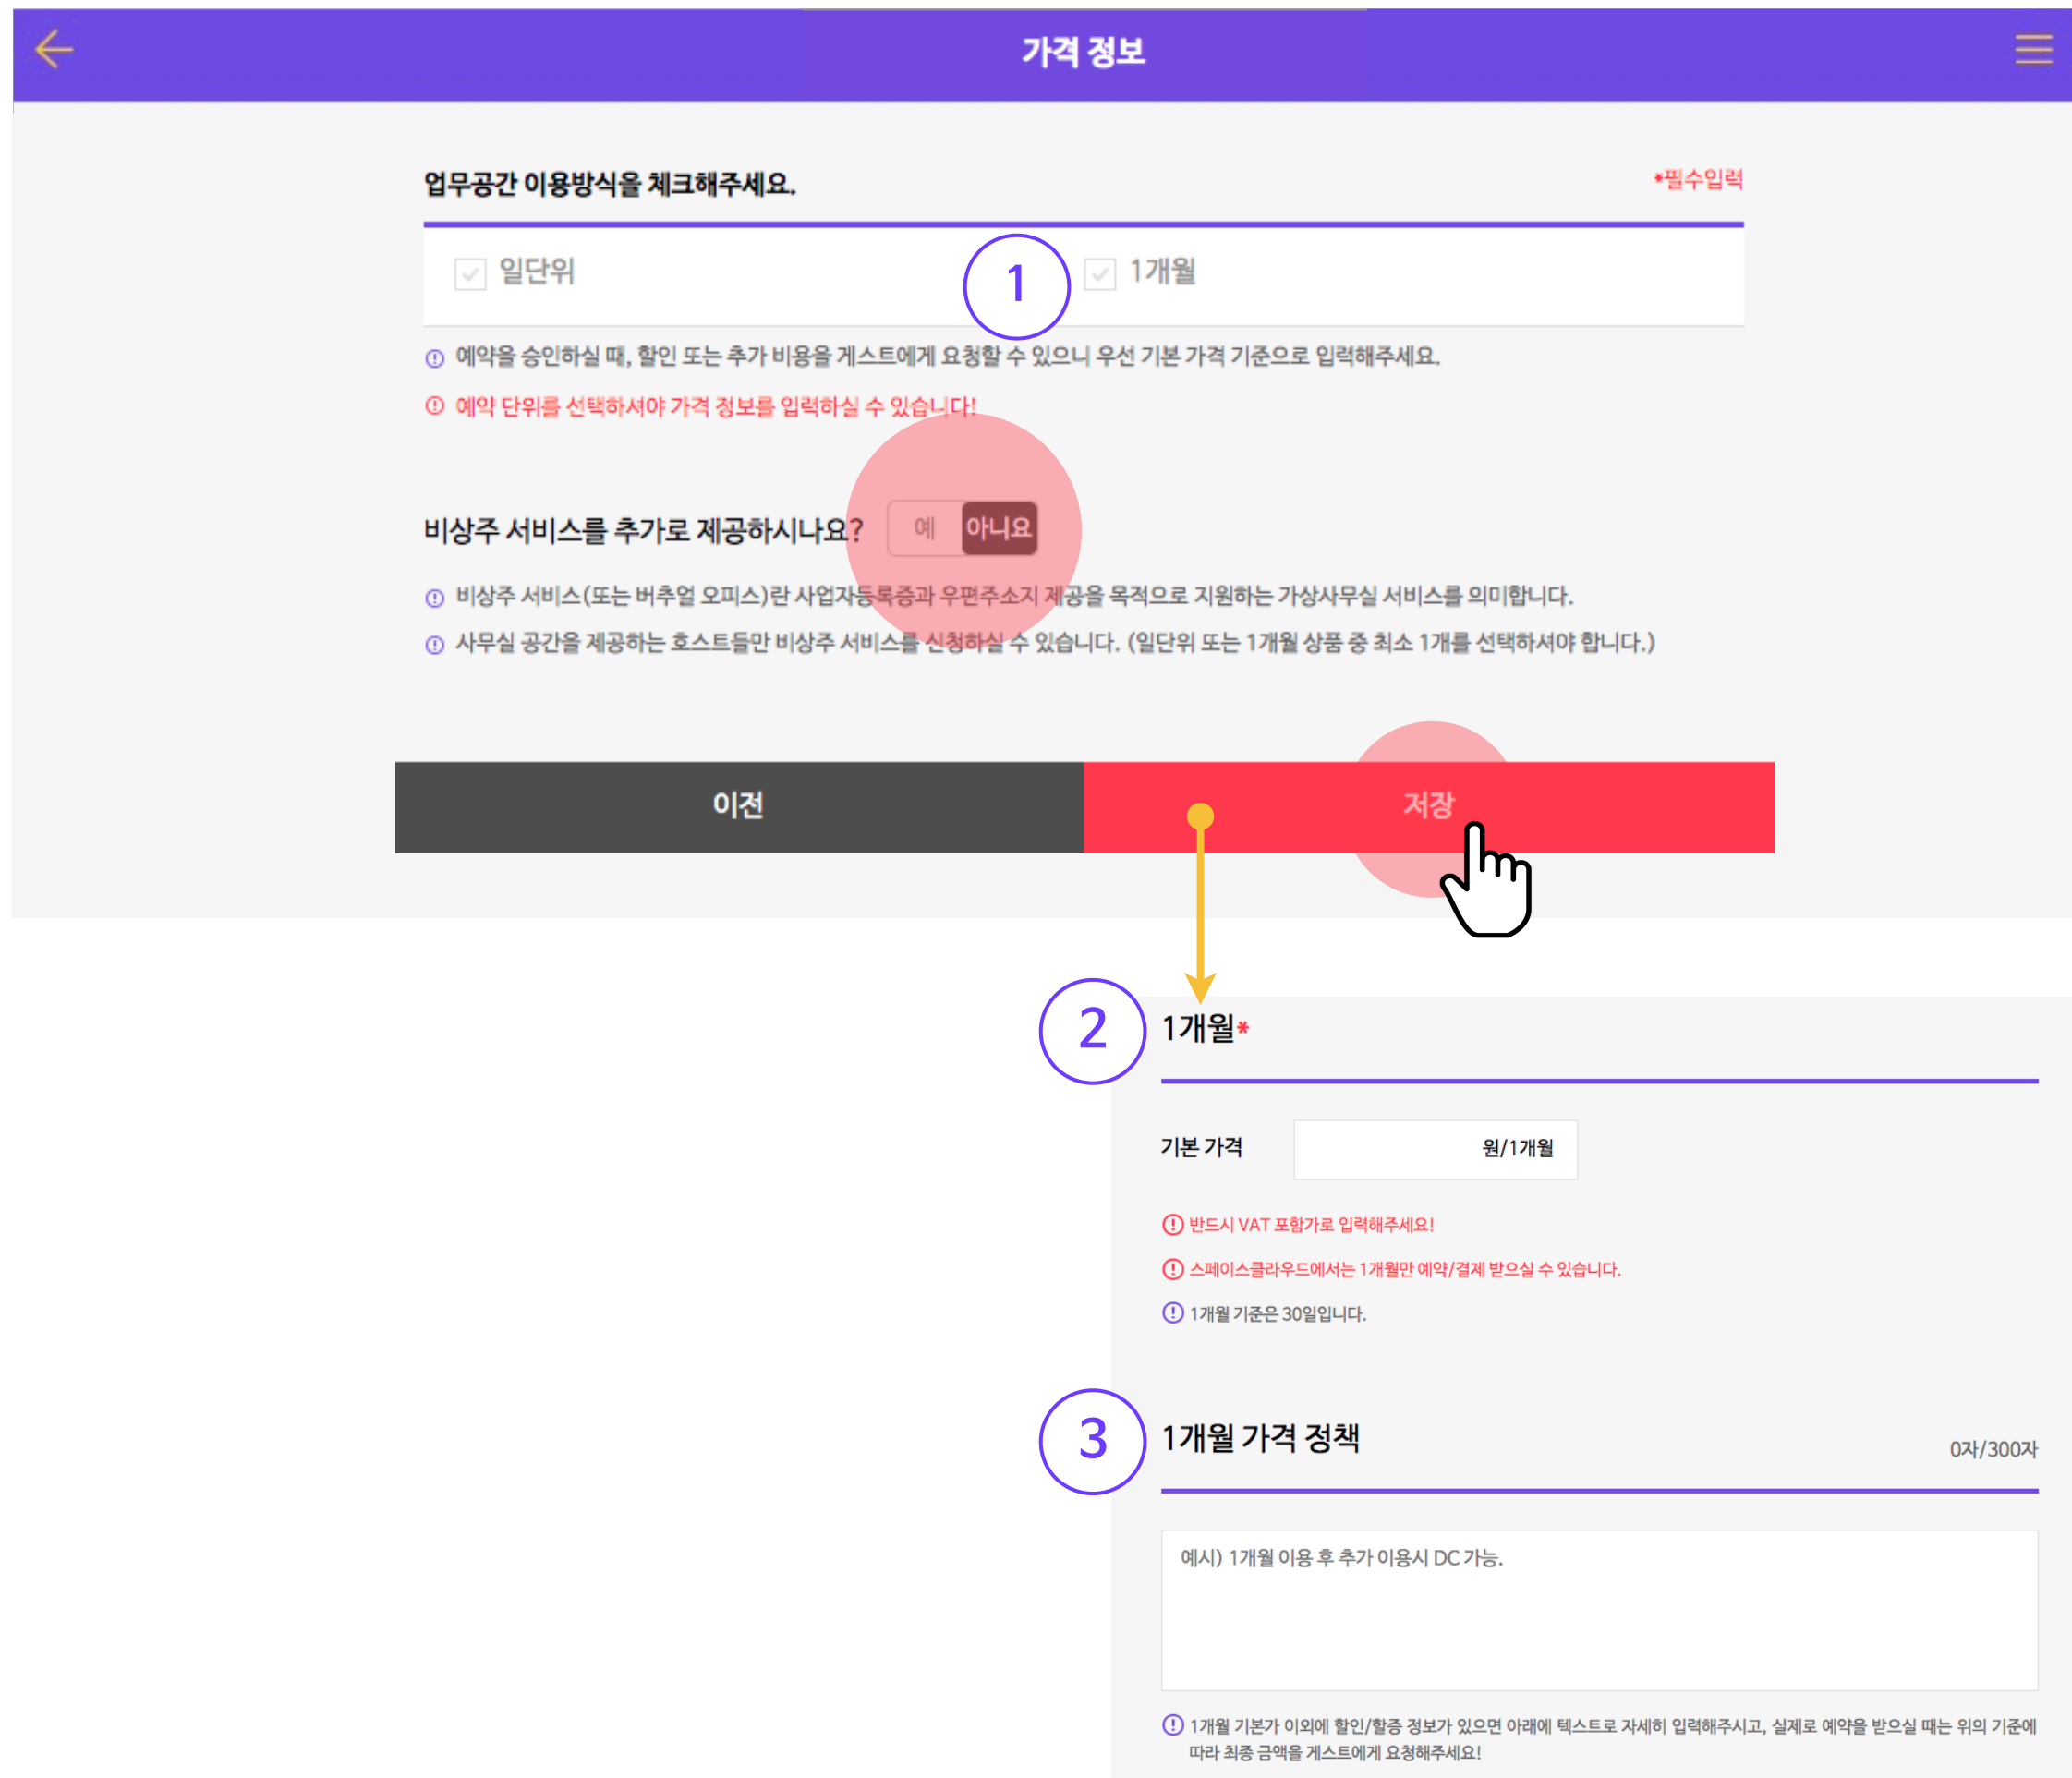 가격 정보
업무공간 이용방식을 체크해주세요.
*필수입력
일단위
1
1개월
예약을 승인하실 때, 할인 또는 추가 비용을 게스트에게 요청할 수 있으니 우선 기본 가격 기준으로 입력해주세요.
예약 단위를 선택하셔야 가격 정보를 입력하실 수 있습니다!
비상주 서비스를 추가로 제공하시나요?
예
아니요
비상주 서비스(또는 버추얼 오피스)란 사업자등록증과 우편주소지 제공을 목적으로 지원하는 가상사무실 서비스를 의미합니다.
사무실 공간을 제공하는 호스트들만 비상주 서비스를 신청하실 수 있습니다. (일단위 또는 1개월 상품 중 최소 1개를 선택하셔야 합니다.)
이전
저장
2
1개월*
기본 가격
원/1개월
반드시 VAT 포함가로 입력해주세요!
스페이스클라우드에서는 1개월만 예약/결제 받으실 수 있습니다.
1개월 기준은 30일입니다.
3
1개월 가격 정책
0자/300자
예시) 1개월 이용 후 추가 이용시 DC 가능.
1개월 기본가 이외에 할인/할증 정보가 있으면 아래에 텍스트로 자세히 입력해주시고, 실제로 예약을 받으실 때는 위의 기준에
따라 최종 금액을 게스트에게 요청해주세요!